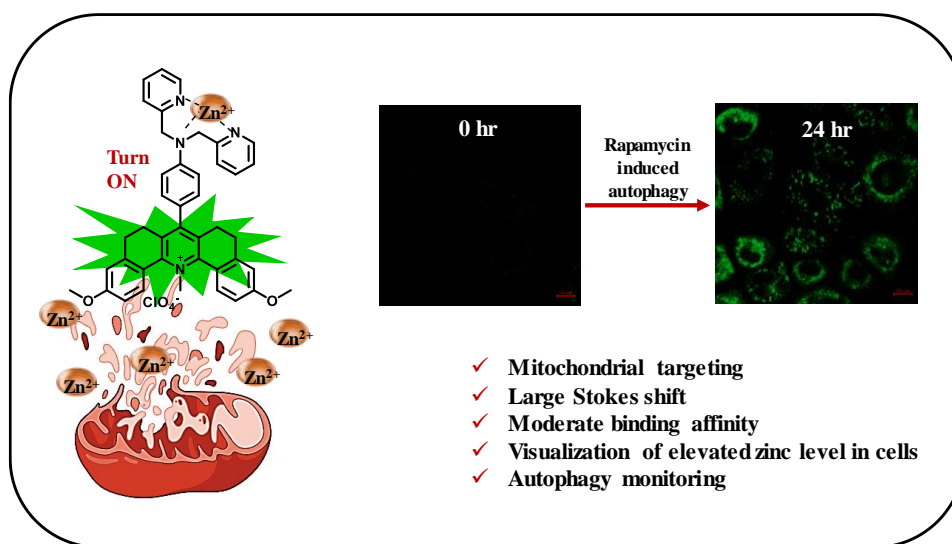 N
Zn2+
N
N
Turn
ON
N
+
O
O
ClO4-
Zn2+
Zn2+
Zn2+
Zn2+
Zn2+
0 hr
Rapamycin
induced
autophagy
24 hr
✓ Mitochondrial targeting
✓ Large Stokes shift
✓ Moderate binding affinity
✓ Visualization of elevated zinc level in cells
✓ Autophagy monitoring